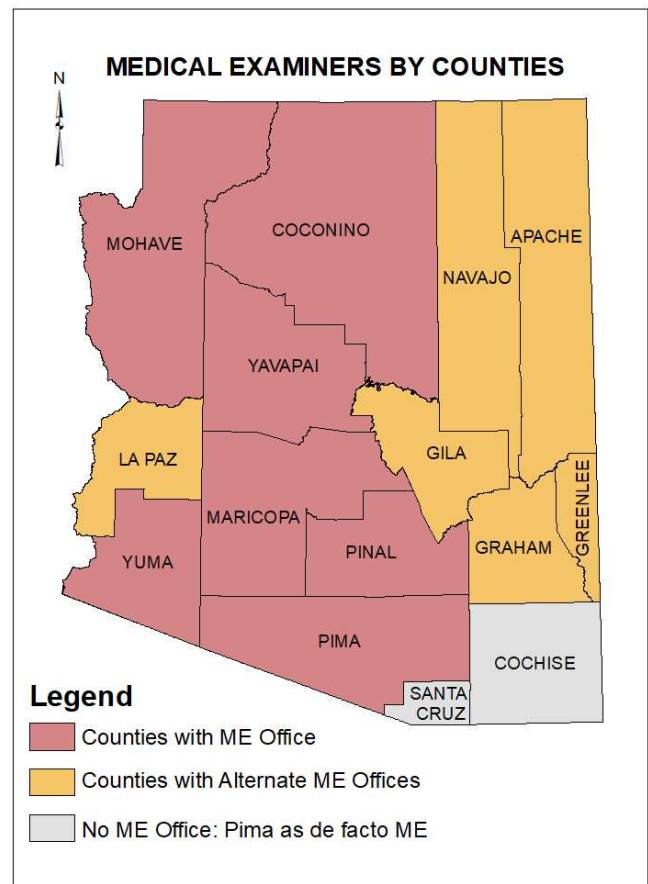 MEDICAL EXAMINERS BY COUNTIES
N
MOHAVE
COCONINO
APACHE
NAVAJO
YAVAPAI
LA PAZ
GILA
GREENLEE
MARICOPA
YUMA
PINAL
GRAHAM
PIMA
COCHISE
SANTA
CRUZ
Legend
Counties with ME Office
Counties with Alternate ME Offices
No ME Office: Pima as de facto ME